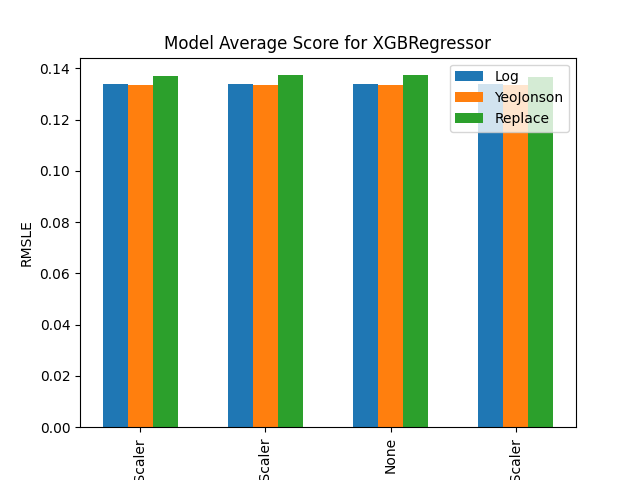 Model Average Score for XGBRegressor
Log
YeoJonson
Replace
RMSLE
0.14
0.12
0.10
0.08
0.06
0.04
0.02
0.00
Scaler
Scaler
None
Scaler